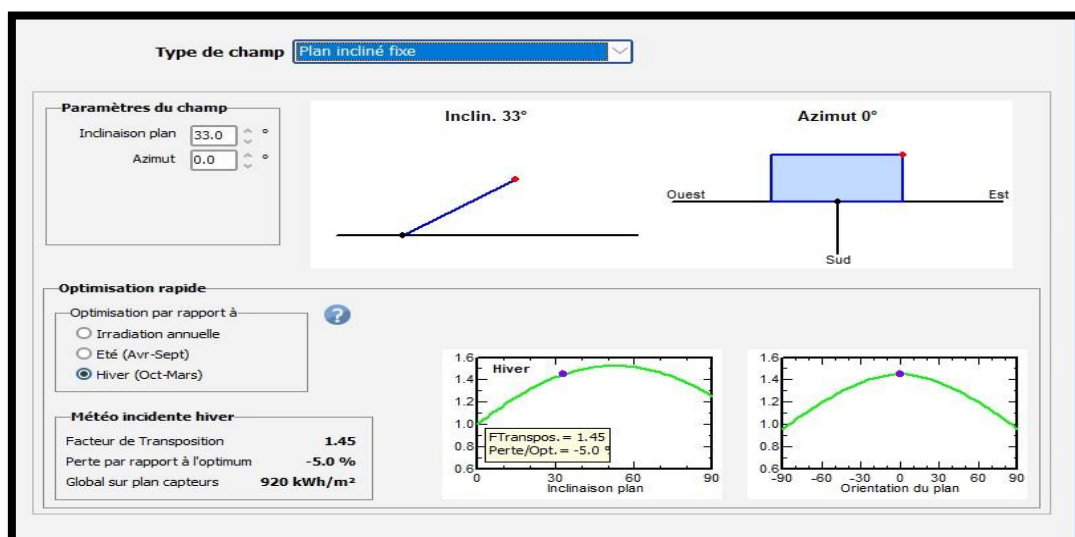 Type de champ Plan incliné fixe
Paramètres du champ
Inclinaison plan 33.0 °
Azimut 0.0 °
Inclin. 33°
Azimut 0°
Ouest Est
Sud
Optimisation rapide
Optimisation par rapport à
Irradiation annuelle
Eté (Avr-Sept)
Hiver (Oct-Mars)
?
Météo incidente hiver
Facteur de Transposition 1.45
Perte par rapport à l'optimum -5.0 %
Global sur plan capteurs 920 kWh/m²
1.6
1.4
1.2
1.0
0.8
0.6
Hiver
FTranspos. = 1.45
Perte/Opt. = -5.0
0 30 60 90
Inclinaison plan
1.6
1.4
1.2
1.0
0.8
0.6
-90 -60 -30 0 30 60 90
Orientation du plan